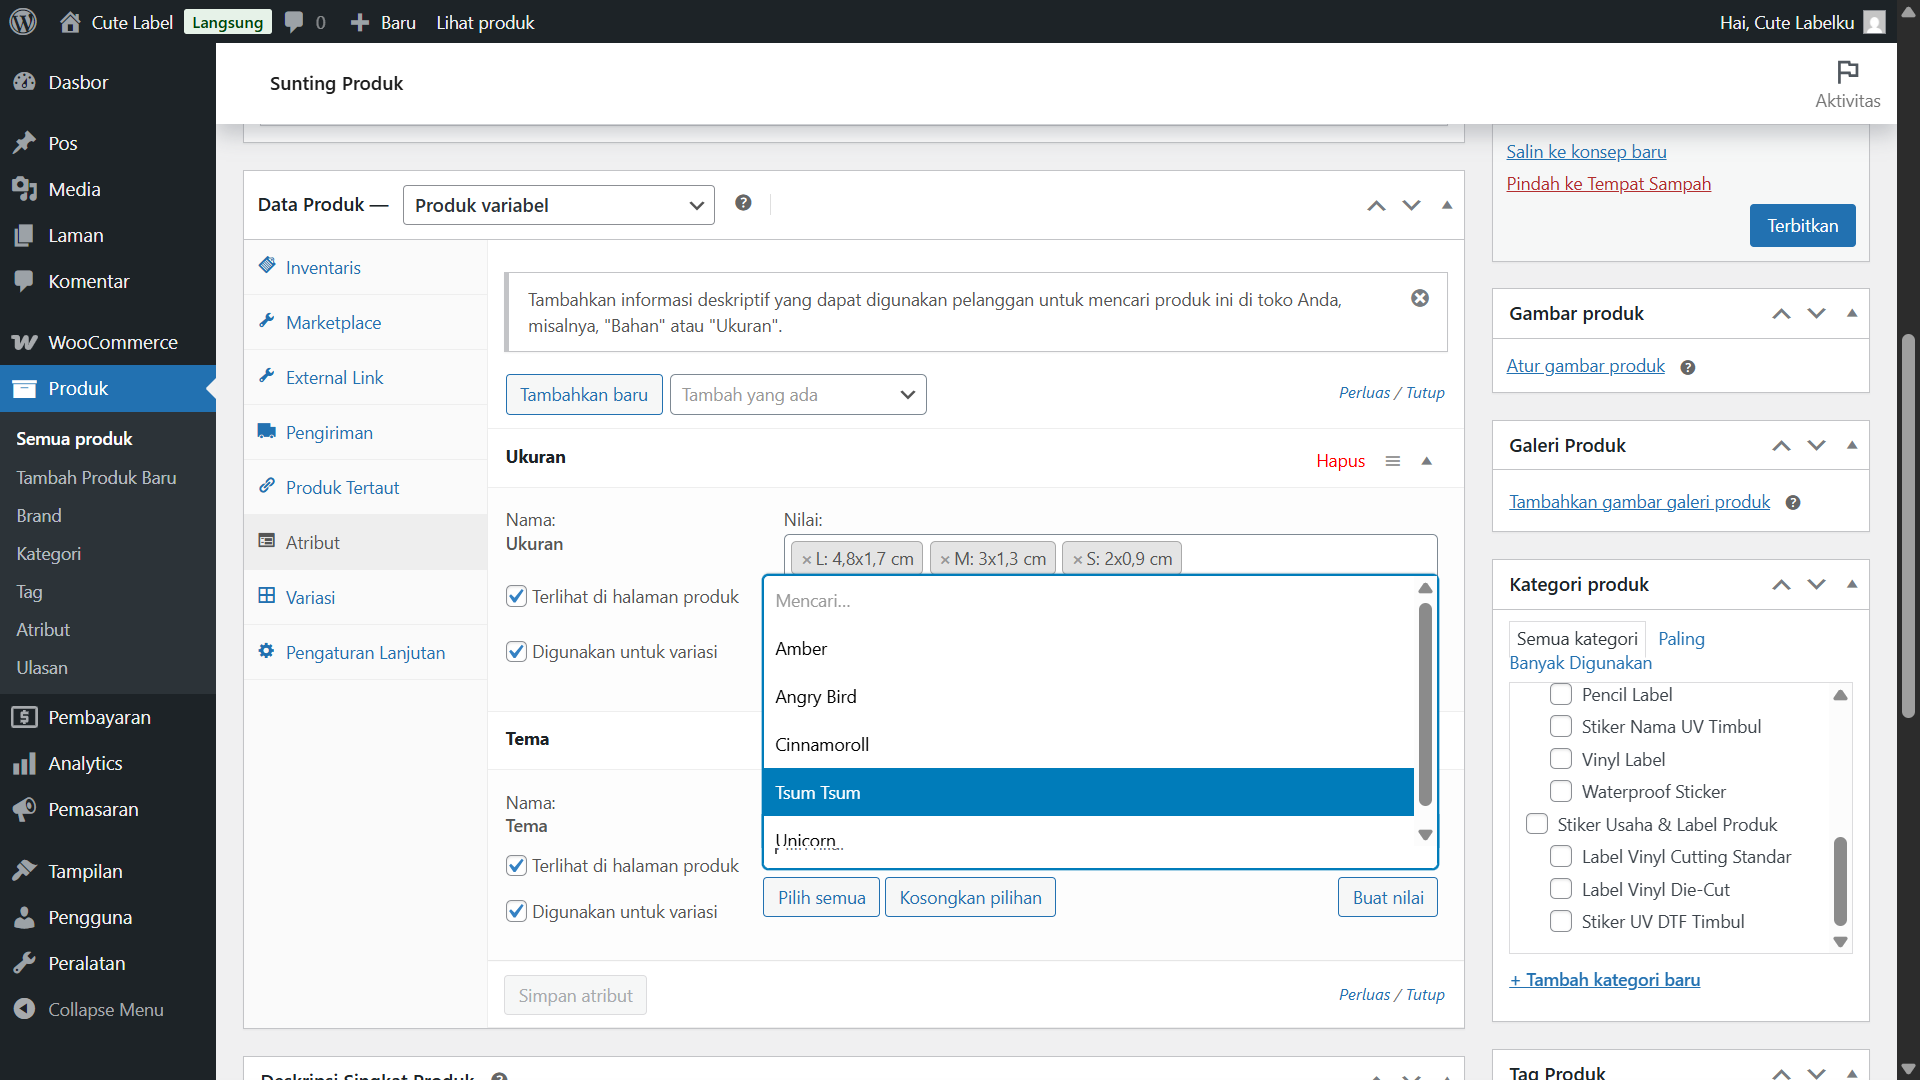 Cute Label
Langsung
0
Baru
Lihat produk
Hai, Cute Labelku
Dasbor
Pos
Media
Laman
Komentar
WooCommerce
Produk
Semua produk
Tambah Produk Baru
Brand
Kategori
Tag
Atribut
Ulasan
Pembayaran
Analytics
Pemasaran
Tampilan
Pengguna
Peralatan
Collapse Menu
Sunting Produk
Aktivitas
Data Produk —
Produk variabel
Inventaris
Marketplace
External Link
Pengiriman
Produk Tertaut
Atribut
Variasi
Pengaturan Lanjutan
Tambahkan informasi deskriptif yang dapat digunakan pelanggan untuk mencari produk ini di toko Anda,
misalnya, "Bahan" atau "Ukuran".
Tambahkan baru
Tambah yang ada
Perluas / Tutup
Ukuran
Hapus
Nama:
Ukuran
Nilai:
× L: 4,8x1,7 cm
× M: 3x1,3 cm
× S: 2x0,9 cm
Terlihat di halaman produk
Digunakan untuk variasi
Mencari...
Amber
Angry Bird
Cinnamoroll
Tsum Tsum
Unicorn
Tema
Nama:
Tema
Terlihat di halaman produk
Digunakan untuk variasi
Pilih semua
Kosongkan pilihan
Buat nilai
Simpan atribut
Perluas / Tutup
Deskripsi Singkat Produk
Salin ke konsep baru
Pindah ke Tempat Sampah
Terbitkan
Gambar produk
Atur gambar produk
Galeri Produk
Tambahkan gambar galeri produk
Kategori produk
Semua kategori
Paling
Banyak Digunakan
Pencil Label
Stiker Nama UV Timbul
Vinyl Label
Waterproof Sticker
Stiker Usaha & Label Produk
Label Vinyl Cutting Standar
Label Vinyl Die-Cut
Stiker UV DTF Timbul
+ Tambah kategori baru
Tag Produk